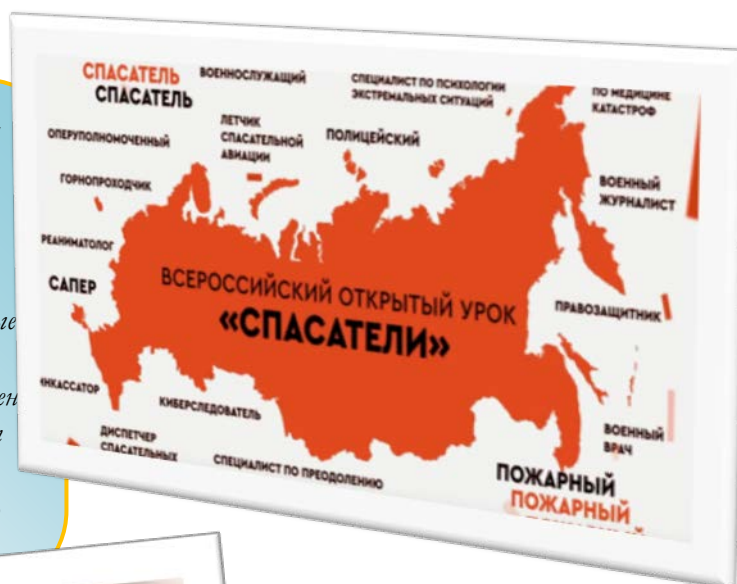 СПАСАТЕЛЬ
СПАСАТЕЛЬ
ВОЕННОСЛУЖАЩИЙ
СПЕЦИАЛИСТ ПО ПСИХОЛОГИИ
ЭКСТРЕМАЛЬНЫХ СИТУАЦИЙ
ПО МЕДИЦИНЕ
КАТАСТРОФ
ОПЕРУПОЛНОМОЧЕННЫЙ
ЛЕТЧИК
СПАСАТЕЛЬНОЙ
АВИАЦИИ
ПОЛИЦЕЙСКИЙ
ГОРНОПРОХОДЧИК
ВОЕННЫЙ
ЖУРНАЛИСТ
РЕАНИМАТОЛОГ
САПЕР
ВСЕРОССИЙСКИЙ ОТКРЫТЫЙ УРОК
«СПАСАТЕЛИ»
ПРАВОЗАЩИТНИК
ИНКАССАТОР
КИБЕРСЛЕДОВАТЕЛЬ
ДИСПЕТЧЕР
СПАСАТЕЛЬНЫХ
СПЕЦИАЛИСТ ПО ПРЕОДОЛЕНИЮ
ВОЕННЫЙ
ВРАЧ
ПОЖАРНЫЙ
ПОЖАРНЫЙ